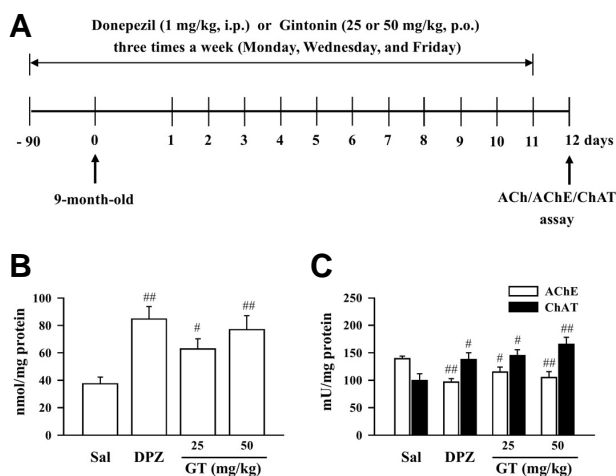 A
Donepezil (1 mg/kg, i.p.) or Gintonin (25 or 50 mg/kg, p.o.)
three times a week (Monday, Wednesday, and Friday)
- 90 0 1 2 3 4 5 6 7 8 9 10 11 12 days
9-month-old
ACh/AChE/ChAT
assay
B
nmol/mg protein
100
80
60
40
20
0
##
#
##
Sal DPZ 25 50
GT (mg/kg)
C
AChE
ChAT
mU/mg protein
250
200
150
100
50
0
##
#
#
#
##
##
Sal DPZ 25 50
GT (mg/kg)